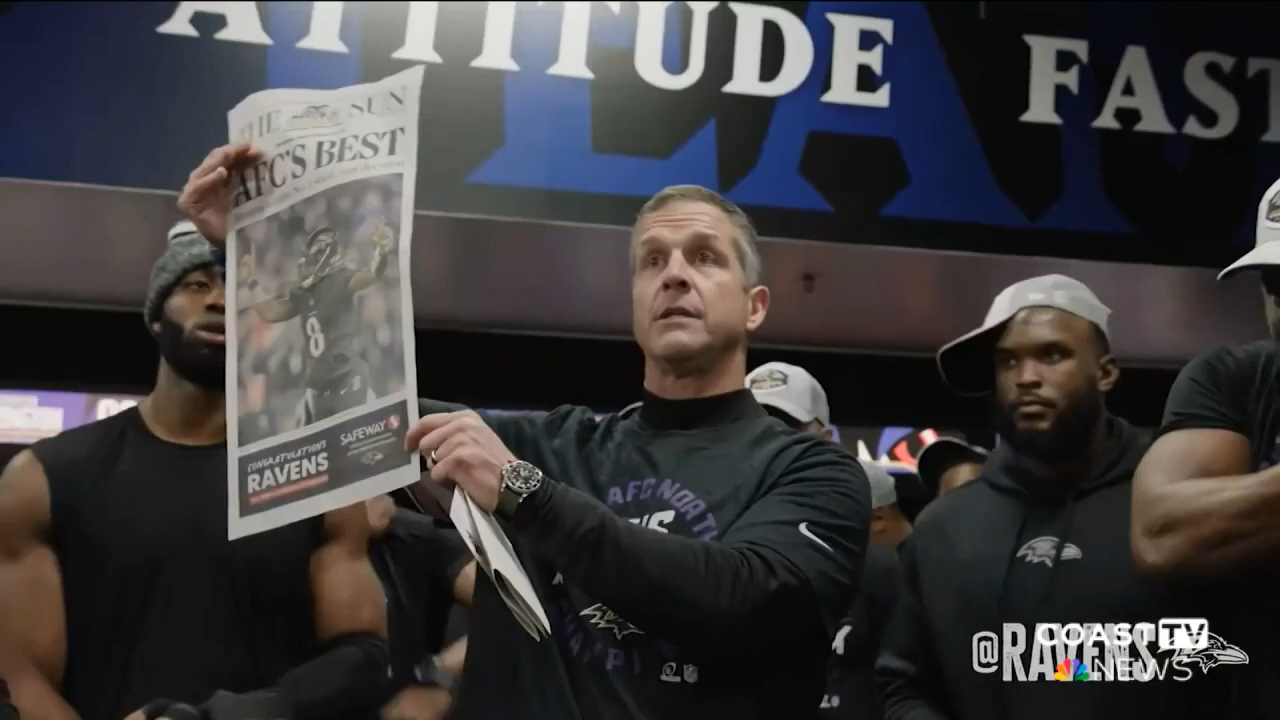 ATTITUDE FAST
THE SUN
AFC'S BEST
8
CONGRATULATIONS
RAVENS
SAFEWAY
AFC NORTH
@RAVENS
COAST TV
NEWS